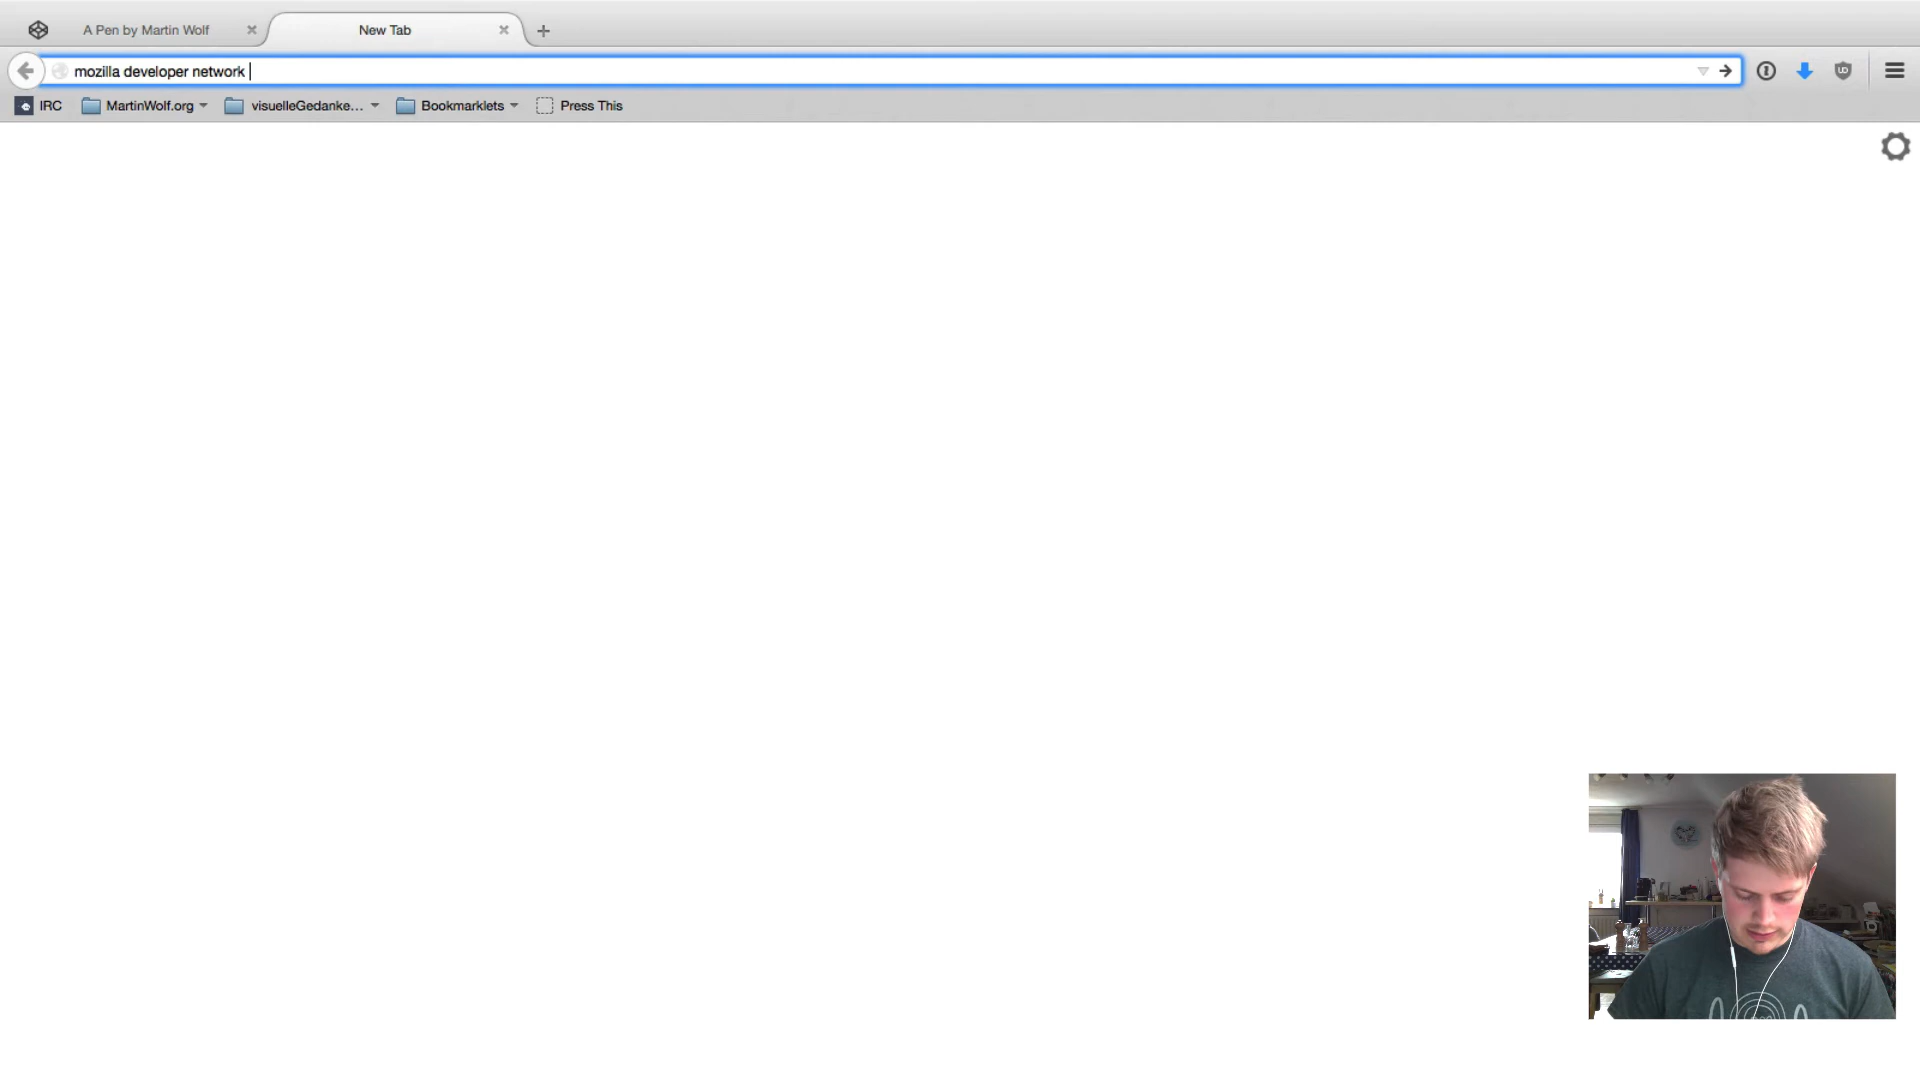 A Pen by Martin Wolf
New Tab
mozilla developer network
IRC
MartinWolf.org
visuelleGedanke...
Bookmarklets
Press This